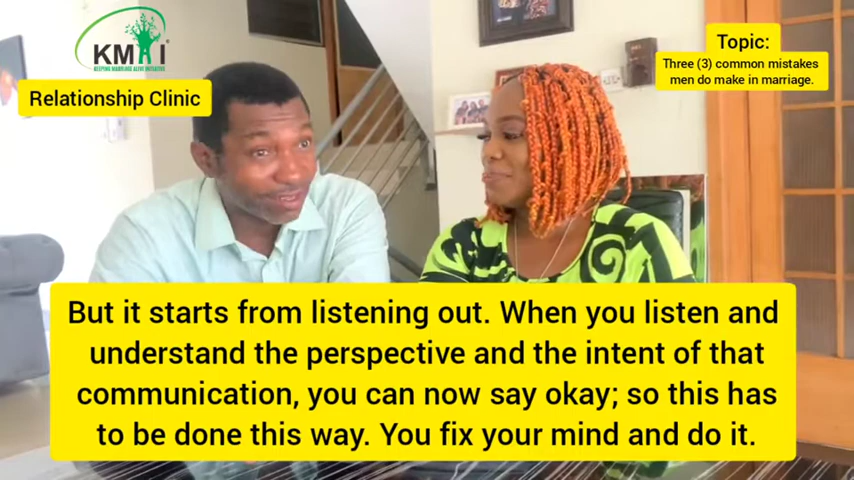 KMAI
KEEPING MARRIAGE ALIVE INITIATIVE
Relationship Clinic
Topic:
Three (3) common mistakes
men do make in marriage.
But it starts from listening out. When you listen and
understand the perspective and the intent of that
communication, you can now say okay; so this has
to be done this way. You fix your mind and do it.